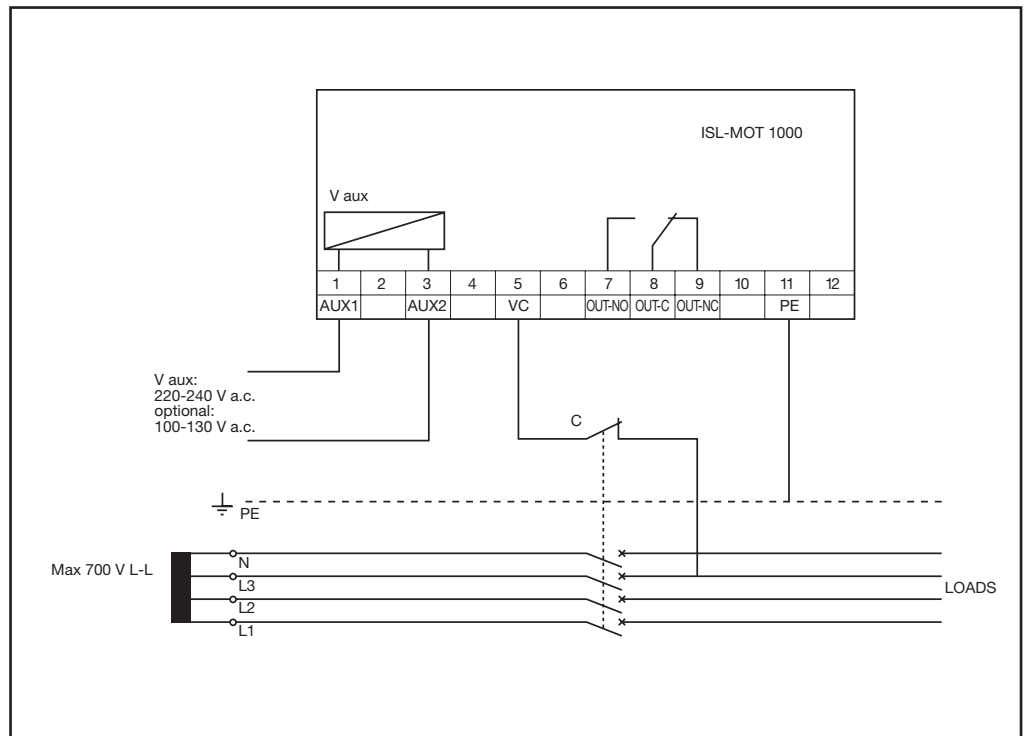 ISL-MOT 1000
V aux
1 2 3 4 5 6 7 8 9 10 11 12
AUX1 AUX2 VC OUT-NO OUT-C OUT-NC PE
V aux:
220-240 V a.c.
optional:
100-130 V a.c.
C
PE
Max 700 V L-L
N
L3
L2
L1
LOADS